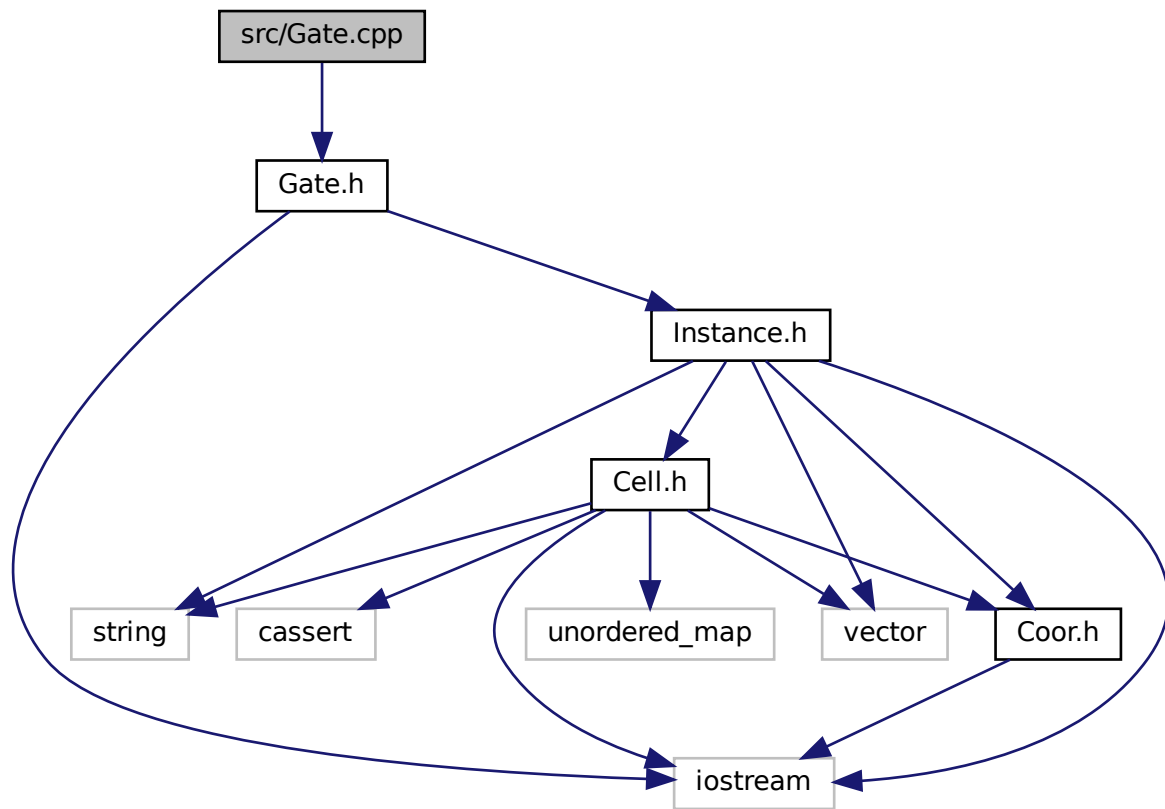 src/Gate.cpp
Gate.h
Instance.h
Cell.h
string
cassert
unordered_map
vector
Coor.h
iostream